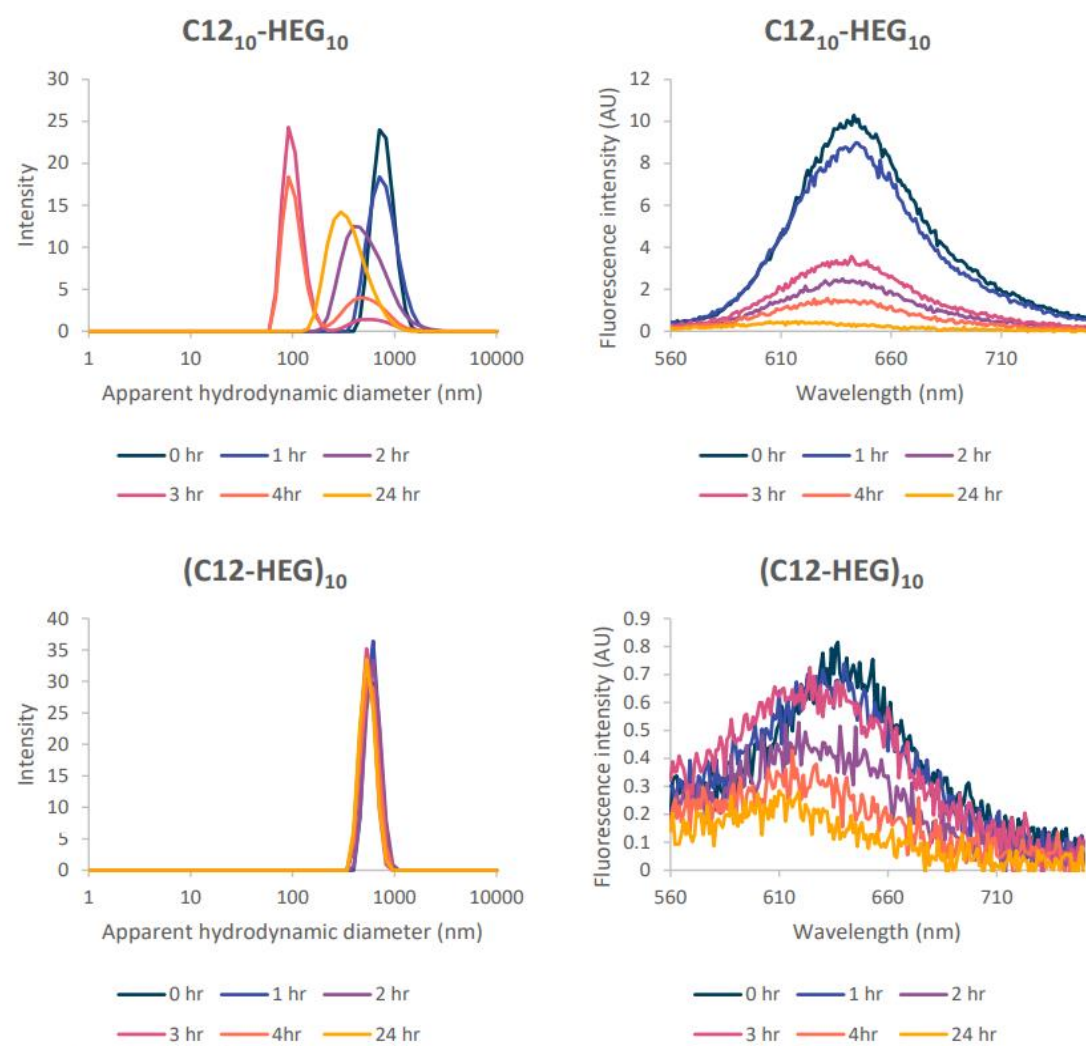 C12₁₀-HEG₁₀
30
25
20
15
10
5
0
Intensity
1 10 100 1000 10000
Apparent hydrodynamic diameter (nm)
0 hr 1 hr 2 hr
3 hr 4hr 24 hr
C12₁₀-HEG₁₀
12
10
8
6
4
2
0
Fluorescence intensity (AU)
560 610 660 710
Wavelength (nm)
0 hr 1 hr 2 hr
3 hr 4hr 24 hr
(C12-HEG)₁₀
40
35
30
25
20
15
10
5
0
Intensity
1 10 100 1000 10000
Apparent hydrodynamic diameter (nm)
0 hr 1 hr 2 hr
3 hr 4hr 24 hr
(C12-HEG)₁₀
0.9
0.8
0.7
0.6
0.5
0.4
0.3
0.2
0.1
0
Fluorescence intensity (AU)
560 610 660 710
Wavelength (nm)
0 hr 1 hr 2 hr
3 hr 4hr 24 hr